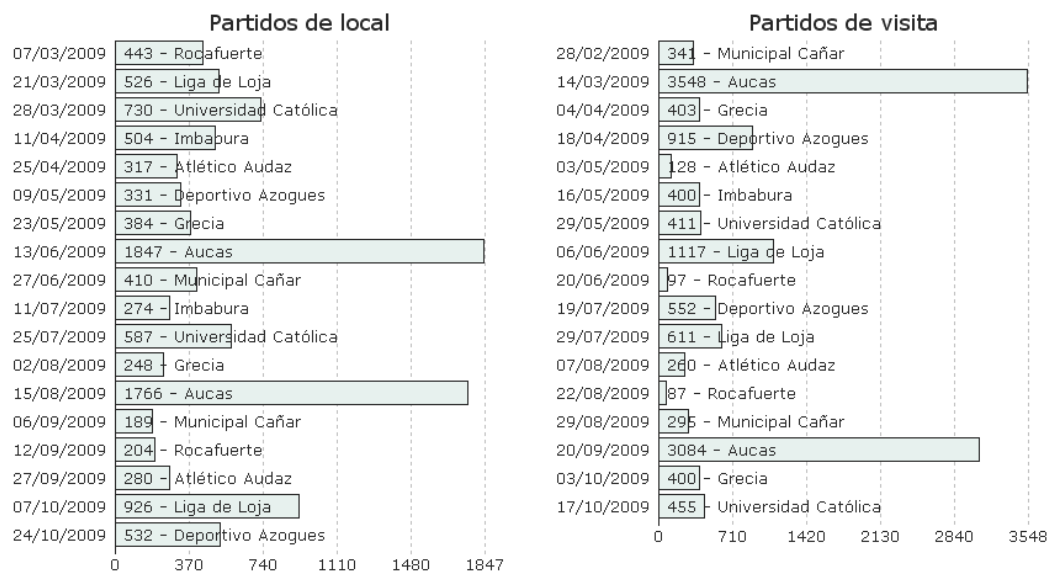 Partidos de local
07/03/2009 443 - Rocafuerte
21/03/2009 526 - Liga de Loja
28/03/2009 730 - Universidad Católica
11/04/2009 504 - Imbabura
25/04/2009 317 - Atlético Audaz
09/05/2009 331 - Deportivo Azogues
23/05/2009 384 - Grecia
13/06/2009 1847 - Aucas
27/06/2009 410 - Municipal Cañar
11/07/2009 274 - Imbabura
25/07/2009 587 - Universidad Católica
02/08/2009 248 - Grecia
15/08/2009 1766 - Aucas
06/09/2009 189 - Municipal Cañar
12/09/2009 204 - Rocafuerte
27/09/2009 280 - Atlético Audaz
07/10/2009 926 - Liga de Loja
24/10/2009 532 - Deportivo Azogues
0 370 740 1110 1480 1847
Partidos de visita
28/02/2009 341 - Municipal Cañar
14/03/2009 3548 - Aucas
04/04/2009 403 - Grecia
18/04/2009 915 - Deportivo Azogues
03/05/2009 128 - Atlético Audaz
16/05/2009 400 - Imbabura
29/05/2009 411 - Universidad Católica
06/06/2009 1117 - Liga de Loja
20/06/2009 97 - Rocafuerte
19/07/2009 552 - Deportivo Azogues
29/07/2009 611 - Liga de Loja
07/08/2009 260 - Atlético Audaz
22/08/2009 87 - Rocafuerte
29/08/2009 295 - Municipal Cañar
20/09/2009 3084 - Aucas
03/10/2009 400 - Grecia
17/10/2009 455 - Universidad Católica
0 710 1420 2130 2840 3548